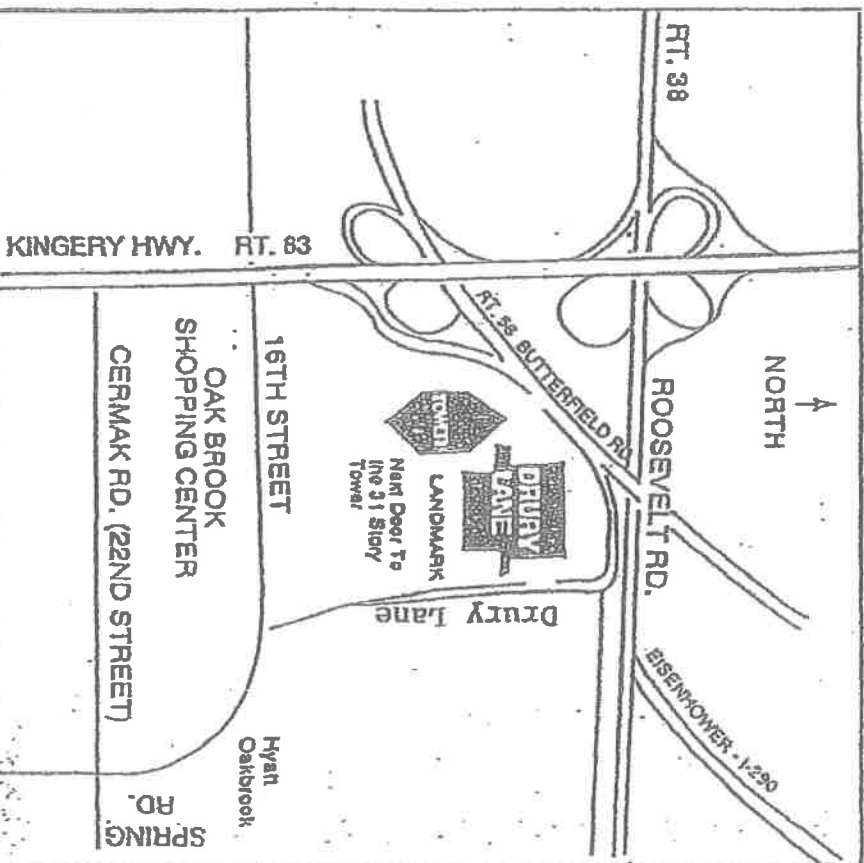 NORTH
RT. 38
ROOSEVELT RD.
EISENHOWER - I-290
RT. 56 BUTTERFIELD RD.
KINGERY HWY. RT. 83
DRURY
LANE
TOWER
LANDMARK
Next Door To
the 31 Story
Tower
Drury Lane
16TH STREET
OAK BROOK
SHOPPING CENTER
CERMAK RD. (22ND STREET)
Hyatt
Oakbrook
SPRING
RD.